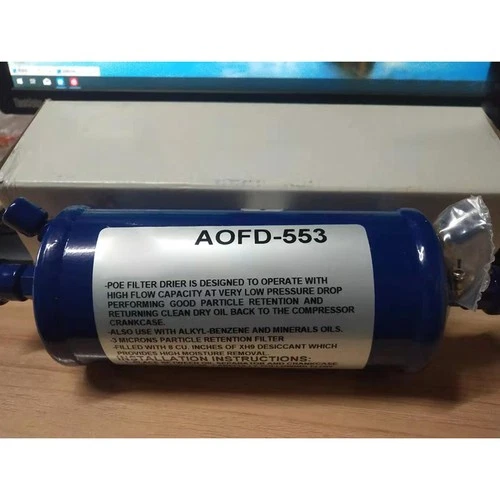 AOFD-553
-POE FILTER DRIER IS DESIGNED TO OPERATE WITH
HIGH FLOW CAPACITY AT VERY LOW PRESSURE DROP
PERFORMING GOOD PARTICLE RETENTION AND
RETURNING CLEAN DRY OIL BACK TO THE COMPRESSOR
CRANKCASE.
-ALSO USE WITH ALKYL-BENZENE AND MINERALS OILS.
-3 MICRONS PARTICLE RETENTION FILTER
-FILLED WITH 8 CU. INCHES OF XH9 DESICCANT WHICH
PROVIDES HIGH MOISTURE REMOVAL.
INSTALLATION INSTRUCTIONS:
AND CRANKCASE